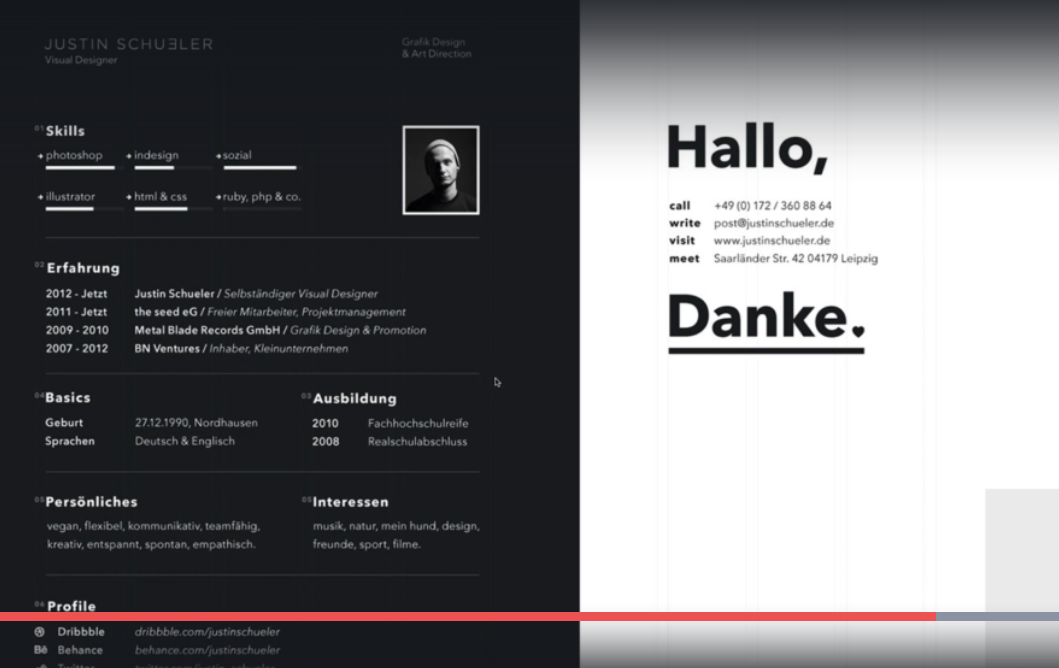 JUSTIN SCHUƎLER
Visual Designer
Grafik Design
& Art Direction
01 Skills
photoshop
indesign
sozial
illustrator
html & css
ruby, php & co.
02 Erfahrung
2012 - Jetzt Justin Schueler / Selbständiger Visual Designer
2011 - Jetzt the seed eG / Freier Mitarbeiter, Projektmanagement
2009 - 2010 Metal Blade Records GmbH / Grafik Design & Promotion
2007 - 2012 BN Ventures / Inhaber, Kleinunternehmen
Basics
Geburt 27.12.1990, Nordhausen
Sprachen Deutsch & Englisch
03 Ausbildung
2010 Fachhochschulreife
2008 Realschulabschluss
05 Persönliches
vegan, flexibel, kommunikativ, teamfähig,
kreativ, entspannt, spontan, empathisch.
05 Interessen
musik, natur, mein hund, design,
freunde, sport, filme.
06 Profile
Dribbble dribbble.com/justinschueler
Bē Behance behance.com/justinschueler
Hallo,
call +49 (0) 172 / 360 88 64
write post@justinschueler.de
visit www.justinschueler.de
meet Saarländer Str. 42 04179 Leipzig
Danke.